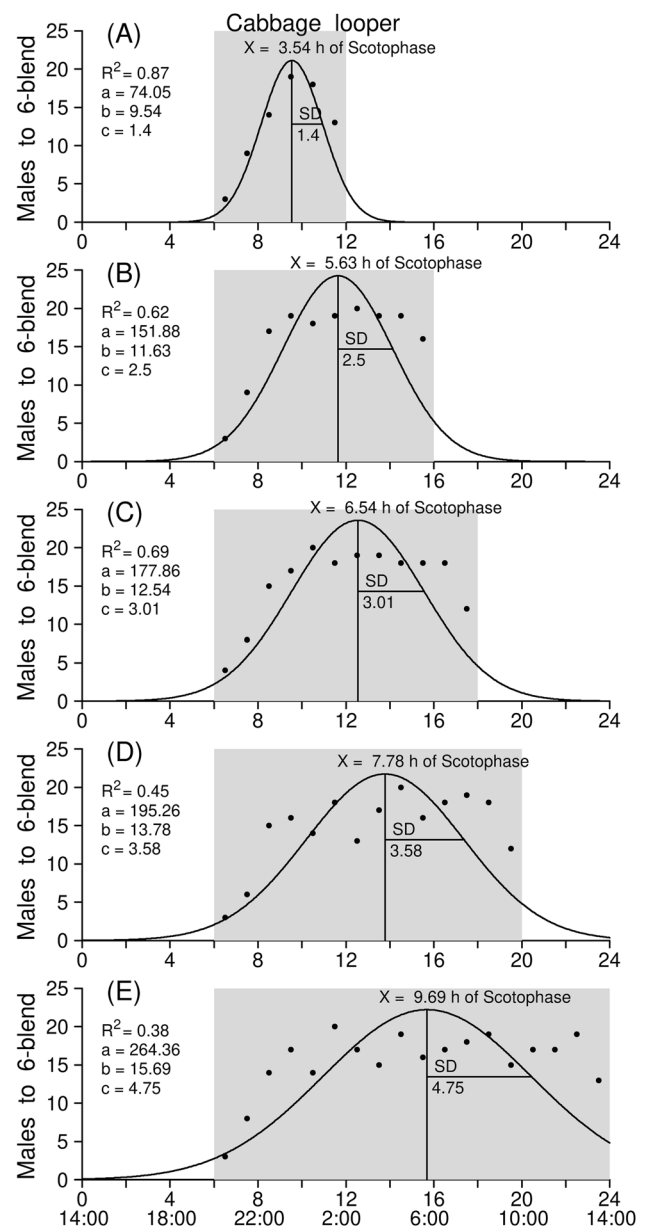 Cabbage looper
(A)
X = 3.54 h of Scotophase
R2 = 0.87
a = 74.05
b = 9.54
c = 1.4
SD
1.4
Males to 6-blend
25
20
15
10
5
0
0 4 8 12 16 20 24
(B)
X = 5.63 h of Scotophase
R2 = 0.62
a = 151.88
b = 11.63
c = 2.5
SD
2.5
Males to 6-blend
25
20
15
10
5
0
0 4 8 12 16 20 24
(C)
X = 6.54 h of Scotophase
R2 = 0.69
a = 177.86
b = 12.54
c = 3.01
SD
3.01
Males to 6-blend
25
20
15
10
5
0
0 4 8 12 16 20 24
(D)
X = 7.78 h of Scotophase
R2 = 0.45
a = 195.26
b = 13.78
c = 3.58
SD
3.58
Males to 6-blend
25
20
15
10
5
0
0 4 8 12 16 20 24
(E)
X = 9.69 h of Scotophase
R2 = 0.38
a = 264.36
b = 15.69
c = 4.75
SD
4.75
Males to 6-blend
25
20
15
10
5
0
0 4 8 12 16 20 24
14:00 18:00 22:00 2:00 6:00 10:00 14:00